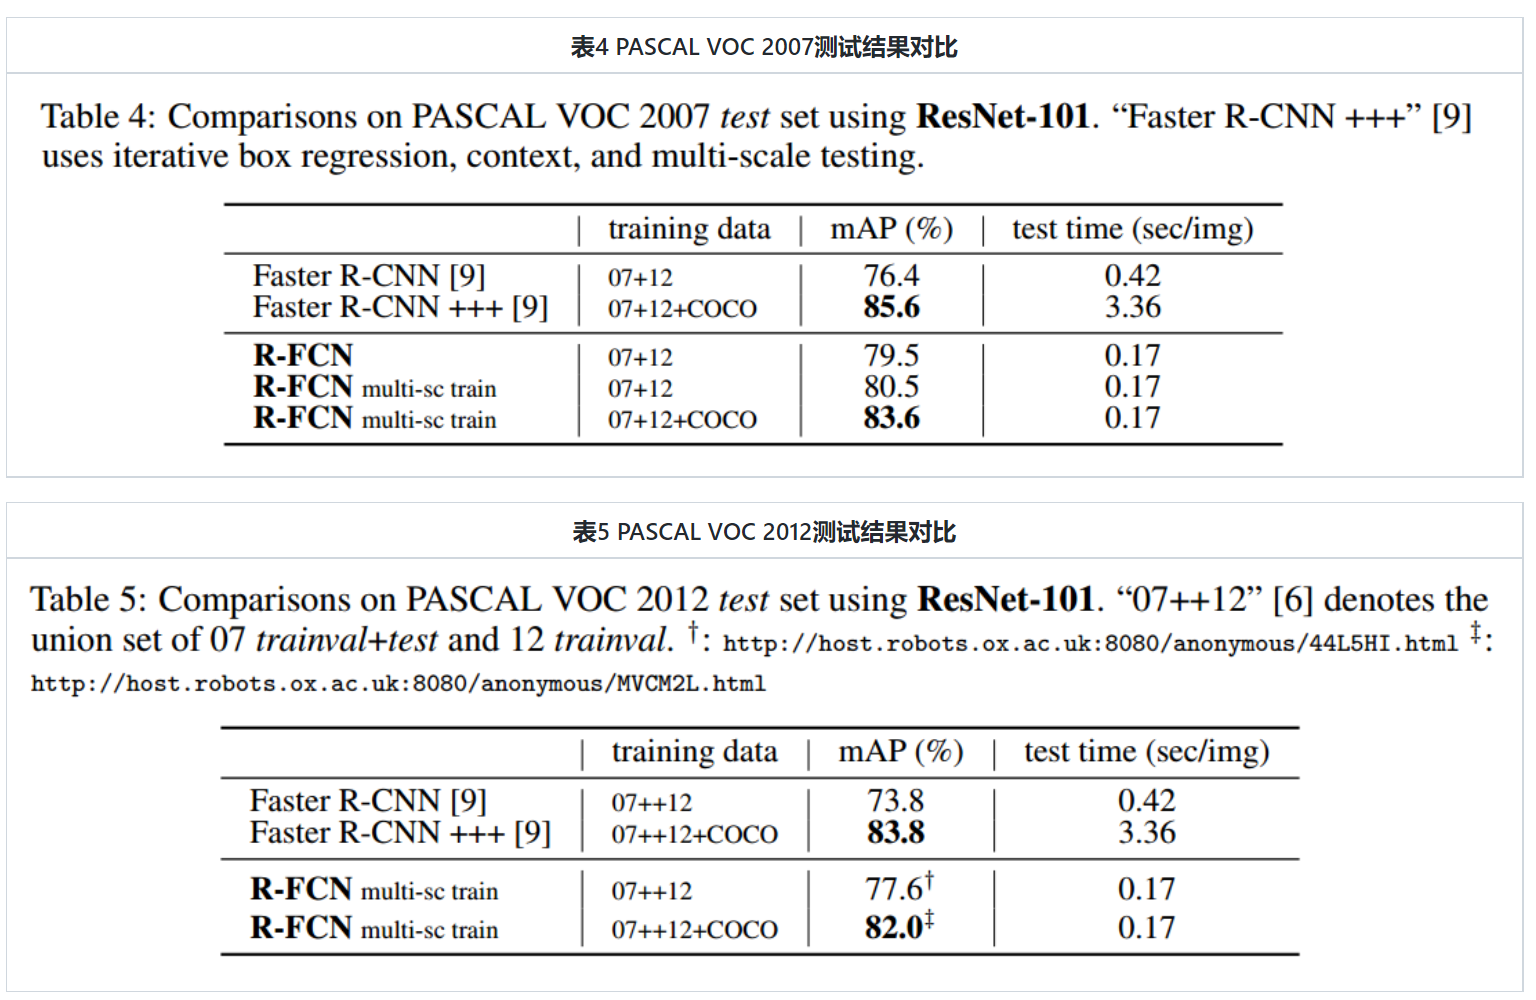 表4 PASCAL VOC 2007测试结果对比
Table 4: Comparisons on PASCAL VOC 2007 test set using ResNet-101. “Faster R-CNN +++” [9]
uses iterative box regression, context, and multi-scale testing.
training data | mAP (%) | test time (sec/img)
Faster R-CNN [9] | 07+12 | 76.4 | 0.42
Faster R-CNN +++ [9] | 07+12+COCO | 85.6 | 3.36
R-FCN | 07+12 | 79.5 | 0.17
R-FCN multi-sc train | 07+12 | 80.5 | 0.17
R-FCN multi-sc train | 07+12+COCO | 83.6 | 0.17
表5 PASCAL VOC 2012测试结果对比
Table 5: Comparisons on PASCAL VOC 2012 test set using ResNet-101. “07++12” [6] denotes the
union set of 07 trainval+test and 12 trainval. †: http://host.robots.ox.ac.uk:8080/anonymous/44L5HI.html ‡:
http://host.robots.ox.ac.uk:8080/anonymous/MVCM2L.html
training data | mAP (%) | test time (sec/img)
Faster R-CNN [9] | 07++12 | 73.8 | 0.42
Faster R-CNN +++ [9] | 07++12+COCO | 83.8 | 3.36
R-FCN multi-sc train | 07++12 | 77.6† | 0.17
R-FCN multi-sc train | 07++12+COCO | 82.0‡ | 0.17